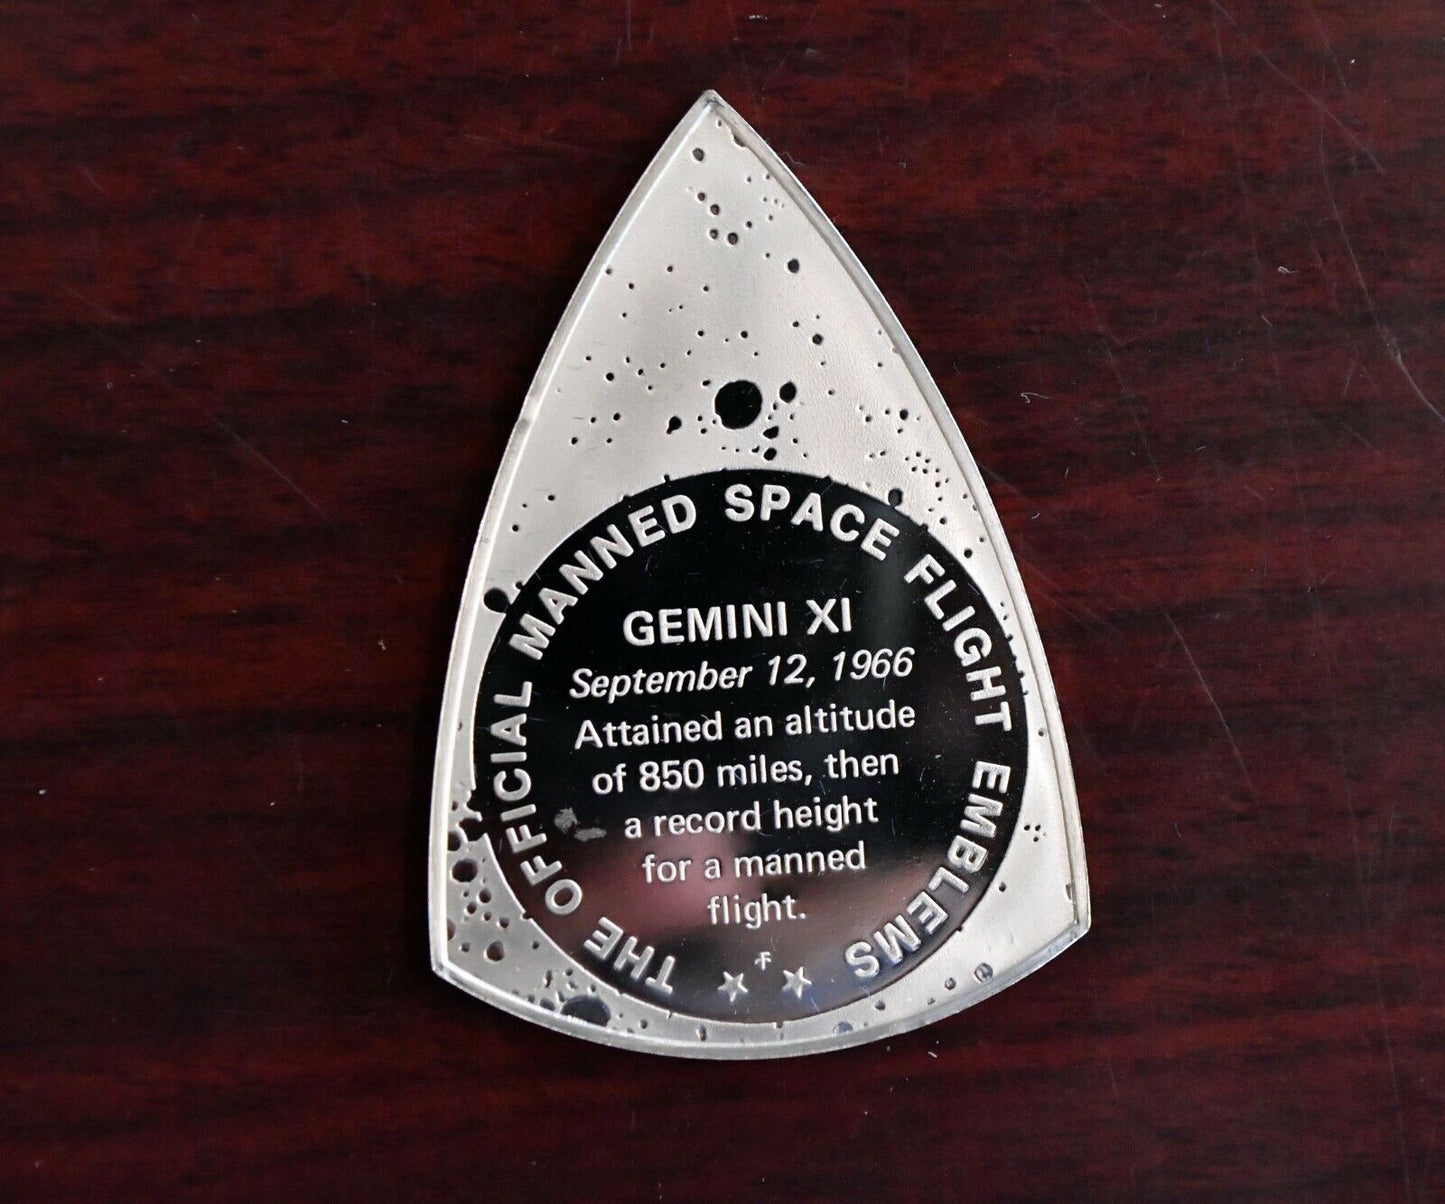 THE OFFICIAL MANNED SPACE FLIGHT EMBLEMS
GEMINI XI
September 12, 1966
Attained an altitude
of 850 miles, then
a record height
for a manned
flight.